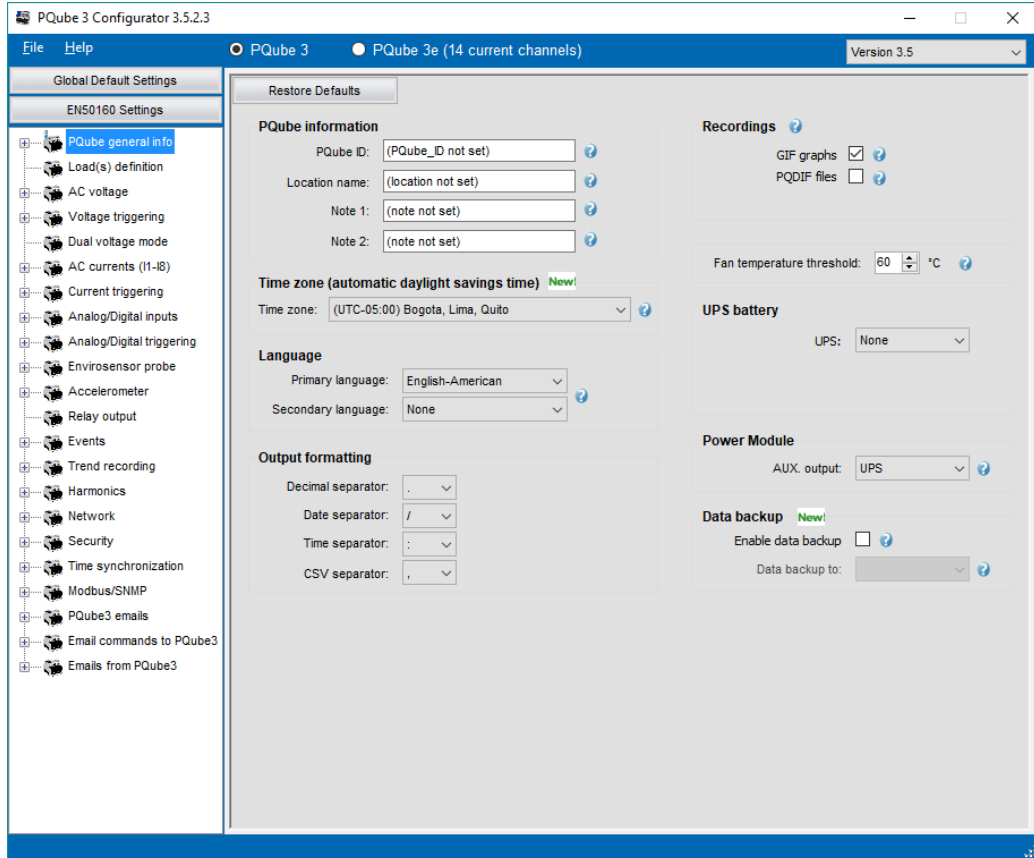 PQube 3 Configurator 3.5.2.3
File Help
PQube 3
PQube 3e (14 current channels)
Version 3.5
Global Default Settings
EN50160 Settings
PQube general info
Load(s) definition
AC voltage
Voltage triggering
Dual voltage mode
AC currents (I1-I8)
Current triggering
Analog/Digital inputs
Analog/Digital triggering
Envirosensor probe
Accelerometer
Relay output
Events
Trend recording
Harmonics
Network
Security
Time synchronization
Modbus/SNMP
PQube3 emails
Email commands to PQube3
Emails from PQube3
Restore Defaults
PQube information
PQube ID: (PQube_ID not set)
Location name: (location not set)
Note 1: (note not set)
Note 2: (note not set)
Time zone (automatic daylight savings time) New!
Time zone: (UTC-05:00) Bogota, Lima, Quito
Language
Primary language: English-American
Secondary language: None
Output formatting
Decimal separator: .
Date separator: /
Time separator: :
CSV separator: ,
Recordings
GIF graphs
PQDIF files
Fan temperature threshold: 60 °C
UPS battery
UPS: None
Power Module
AUX. output: UPS
Data backup New!
Enable data backup
Data backup to: